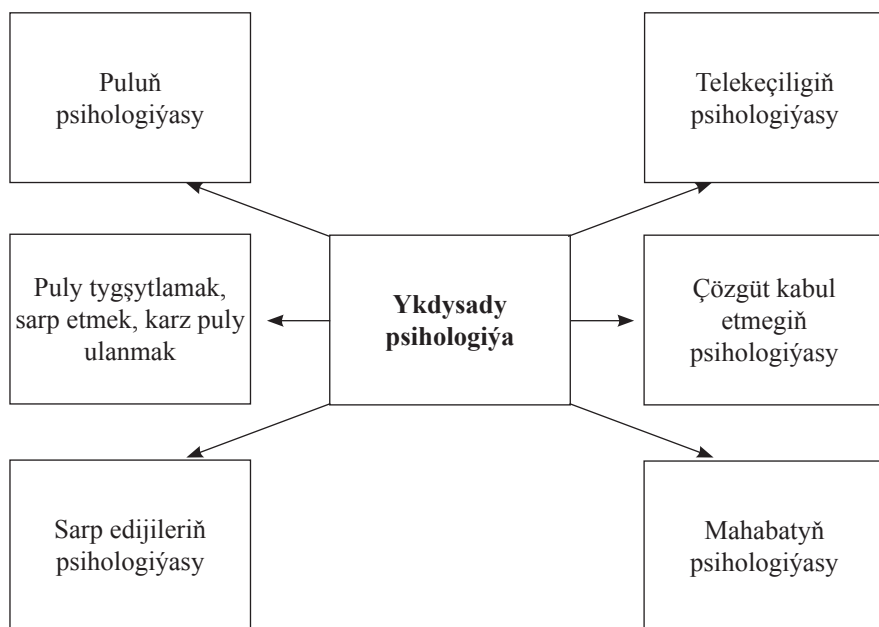 Puluň
psihologiýasy
Telekeçiligiň
psihologiýasy
Puly tygşytlamak,
sarp etmek, karz puly
ulanmak
Ykdysady
psihologiýa
Çözgüt kabul
etmegiň
psihologiýasy
Sarp edijileriň
psihologiýasy
Mahabatyň
psihologiýasy